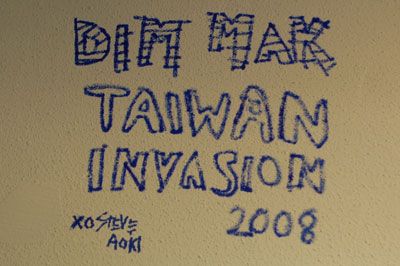 DIM MAK
TAIWAN
INVASION
2008
XO STEVE
AOKI